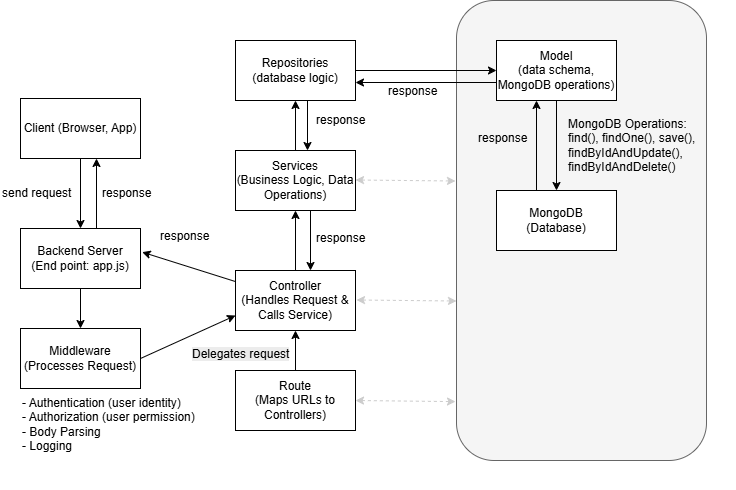 Repositories
(database logic)
Model
(data schema,
MongoDB operations)
response
Client (Browser, App)
response
MongoDB Operations:
find(), findOne(), save(),
findByIdAndUpdate(),
findByIdAndDelete()
response
Services
(Business Logic, Data
Operations)
send request
response
MongoDB
(Database)
response
response
Backend Server
(End point: app.js)
Controller
(Handles Request &
Calls Service)
Middleware
(Processes Request)
Delegates request
Route
(Maps URLs to
Controllers)
- Authentication (user identity)
- Authorization (user permission)
- Body Parsing
- Logging